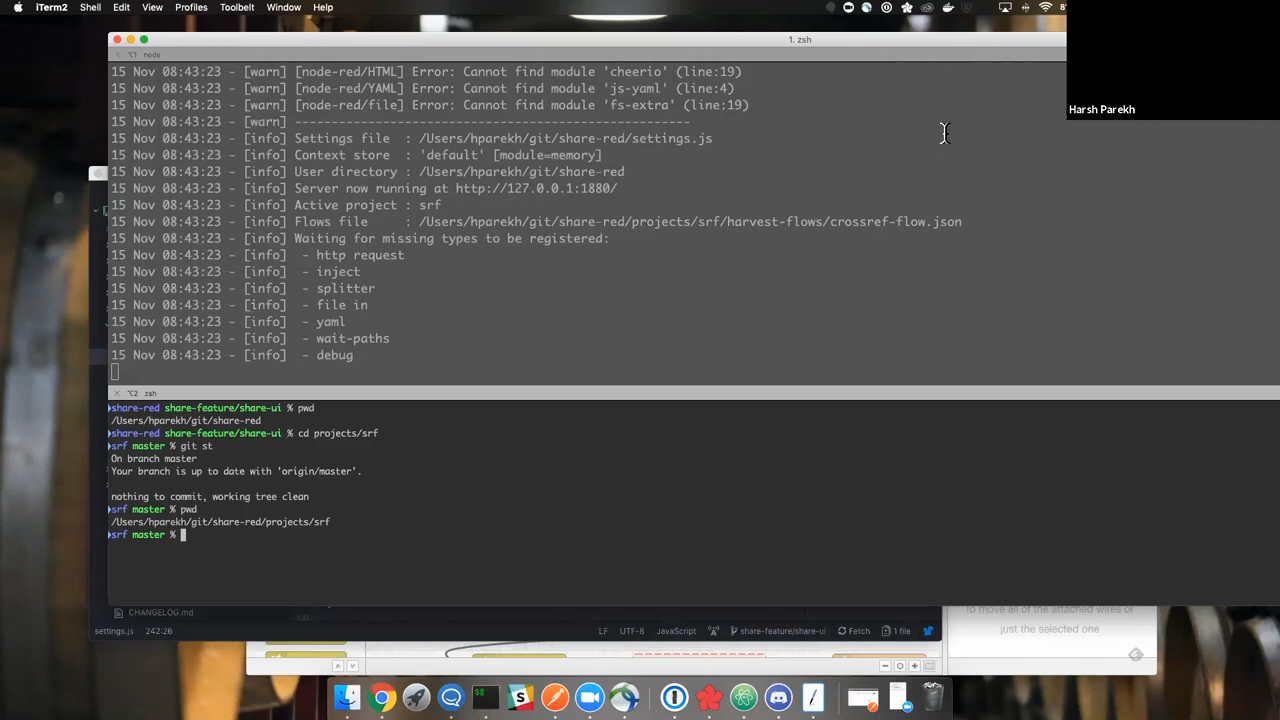 iTerm2 Shell Edit View Profiles Toolbelt Window Help
1. zsh
⌥1 node
15 Nov 08:43:23 - [warn] [node-red/HTML] Error: Cannot find module 'cheerio' (line:19)
15 Nov 08:43:23 - [warn] [node-red/YAML] Error: Cannot find module 'js-yaml' (line:4)
15 Nov 08:43:23 - [warn] [node-red/file] Error: Cannot find module 'fs-extra' (line:19)
15 Nov 08:43:23 - [warn] ------------------------------------------------------
15 Nov 08:43:23 - [info] Settings file : /Users/hparekh/git/share-red/settings.js
15 Nov 08:43:23 - [info] Context store : 'default' [module=memory]
15 Nov 08:43:23 - [info] User directory : /Users/hparekh/git/share-red
15 Nov 08:43:23 - [info] Server now running at http://127.0.0.1:1880/
15 Nov 08:43:23 - [info] Active project : srf
15 Nov 08:43:23 - [info] Flows file : /Users/hparekh/git/share-red/projects/srf/harvest-flows/crossref-flow.json
15 Nov 08:43:23 - [info] Waiting for missing types to be registered:
15 Nov 08:43:23 - [info] - http request
15 Nov 08:43:23 - [info] - inject
15 Nov 08:43:23 - [info] - splitter
15 Nov 08:43:23 - [info] - file in
15 Nov 08:43:23 - [info] - yaml
15 Nov 08:43:23 - [info] - wait-paths
15 Nov 08:43:23 - [info] - debug
Harsh Parekh
⌥2 zsh
share-red share-feature/share-ui % pwd
/Users/hparekh/git/share-red
share-red share-feature/share-ui % cd projects/srf
srf master % git st
On branch master
Your branch is up to date with 'origin/master'.
nothing to commit, working tree clean
srf master % pwd
/Users/hparekh/git/share-red/projects/srf
srf master %
CHANGELOG.md
settings.js 242:26 LF UTF-8 JavaScript share-feature/share-ui Fetch 1 file
to move all of the attached wires or
just the selected one